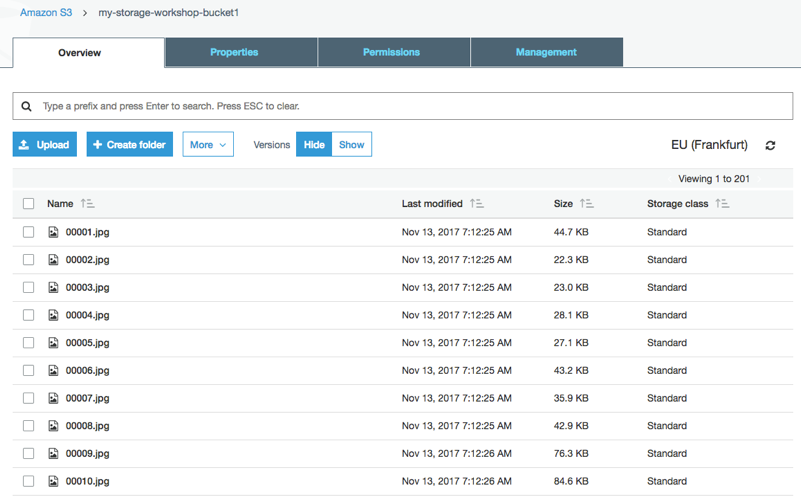 Amazon S3 > my-storage-workshop-bucket1
Overview Properties Permissions Management
Type a prefix and press Enter to search. Press ESC to clear.
Upload + Create folder More Versions Hide Show EU (Frankfurt)
Viewing 1 to 201
Name Last modified Size Storage class
00001.jpg Nov 13, 2017 7:12:25 AM 44.7 KB Standard
00002.jpg Nov 13, 2017 7:12:25 AM 22.3 KB Standard
00003.jpg Nov 13, 2017 7:12:25 AM 23.0 KB Standard
00004.jpg Nov 13, 2017 7:12:25 AM 28.1 KB Standard
00005.jpg Nov 13, 2017 7:12:25 AM 27.1 KB Standard
00006.jpg Nov 13, 2017 7:12:25 AM 43.2 KB Standard
00007.jpg Nov 13, 2017 7:12:25 AM 35.9 KB Standard
00008.jpg Nov 13, 2017 7:12:25 AM 42.9 KB Standard
00009.jpg Nov 13, 2017 7:12:26 AM 76.3 KB Standard
00010.jpg Nov 13, 2017 7:12:26 AM 84.6 KB Standard